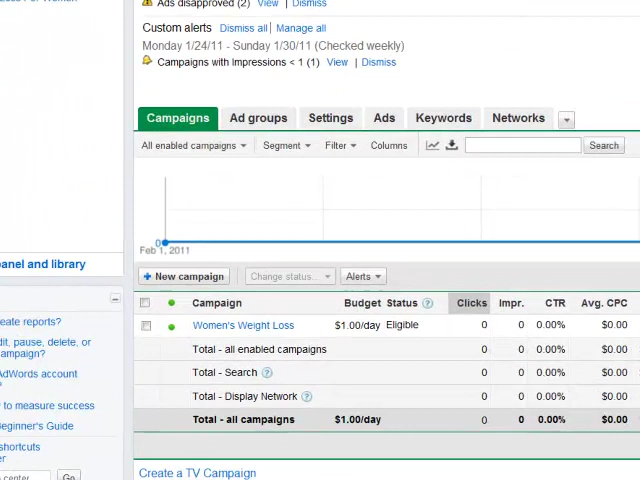 Ads disapproved (2) View | Dismiss
Custom alerts Dismiss all | Manage all
Monday 1/24/11 - Sunday 1/30/11 (Checked weekly)
Campaigns with Impressions < 1 (1) View | Dismiss
Campaigns Ad groups Settings Ads Keywords Networks
All enabled campaigns Segment Filter Columns Search
0
Feb 1, 2011
anel and library
+ New campaign Change status... Alerts
Campaign Budget Status ? Clicks Impr. CTR Avg. CPC
Women's Weight Loss $1.00/day Eligible 0 0 0.00% $0.00
Total - all enabled campaigns 0 0 0.00% $0.00
Total - Search ? 0 0 0.00% $0.00
Total - Display Network ? 0 0 0.00% $0.00
Total - all campaigns $1.00/day 0 0 0.00% $0.00
eate reports?
dit, pause, delete, or
ampaign?
AdWords account
?
to measure success
eginner's Guide
shortcuts
er
center Go
Create a TV Campaign